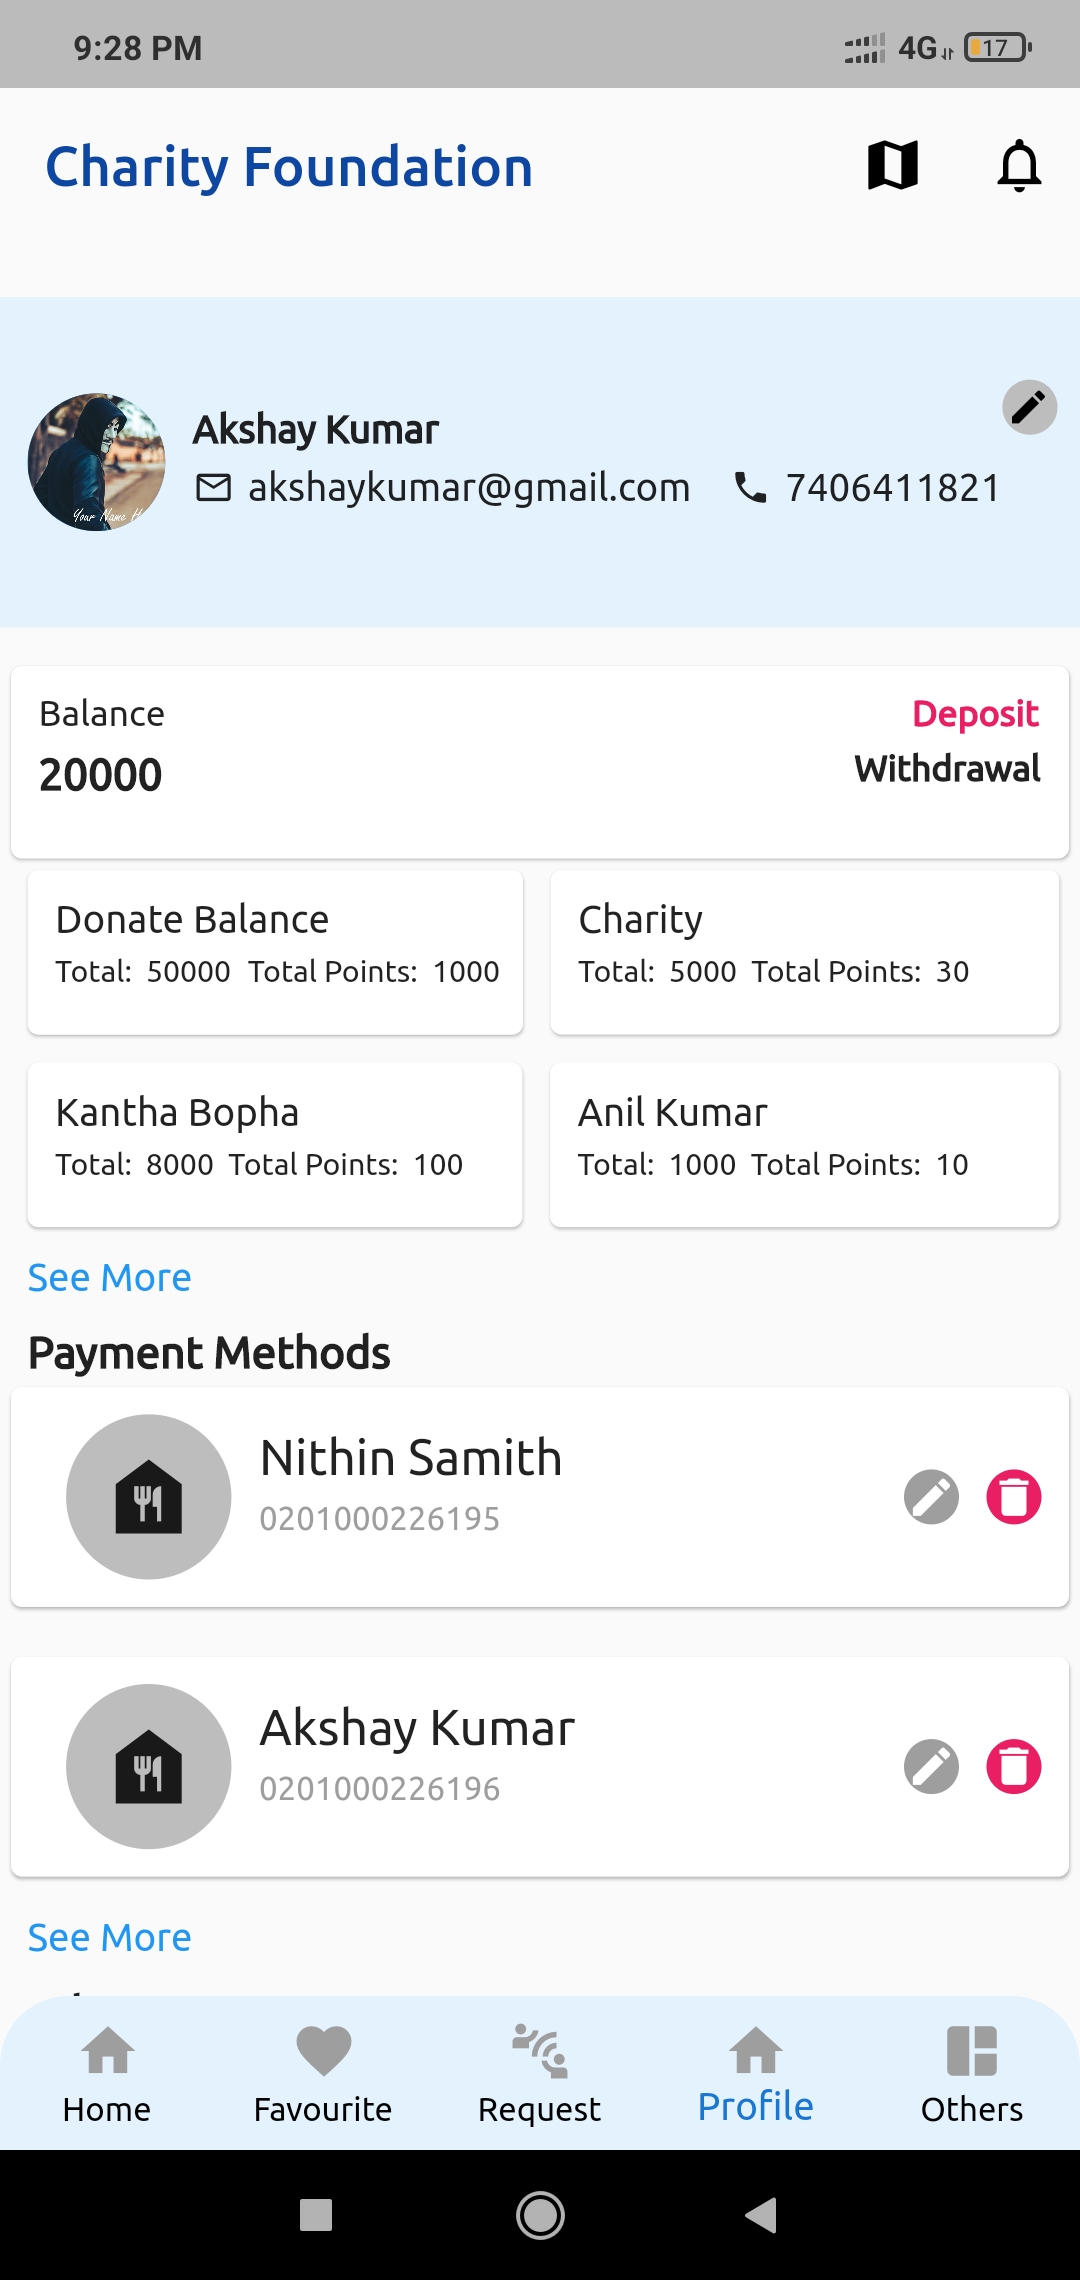 9:28 PM 4G 17
Charity Foundation
Akshay Kumar
akshaykumar@gmail.com 7406411821
Your Name
Balance Deposit
20000 Withdrawal
Donate Balance
Total: 50000 Total Points: 1000
Charity
Total: 5000 Total Points: 30
Kantha Bopha
Total: 8000 Total Points: 100
Anil Kumar
Total: 1000 Total Points: 10
See More
Payment Methods
Nithin Samith
0201000226195
Akshay Kumar
0201000226196
See More
Home Favourite Request Profile Others